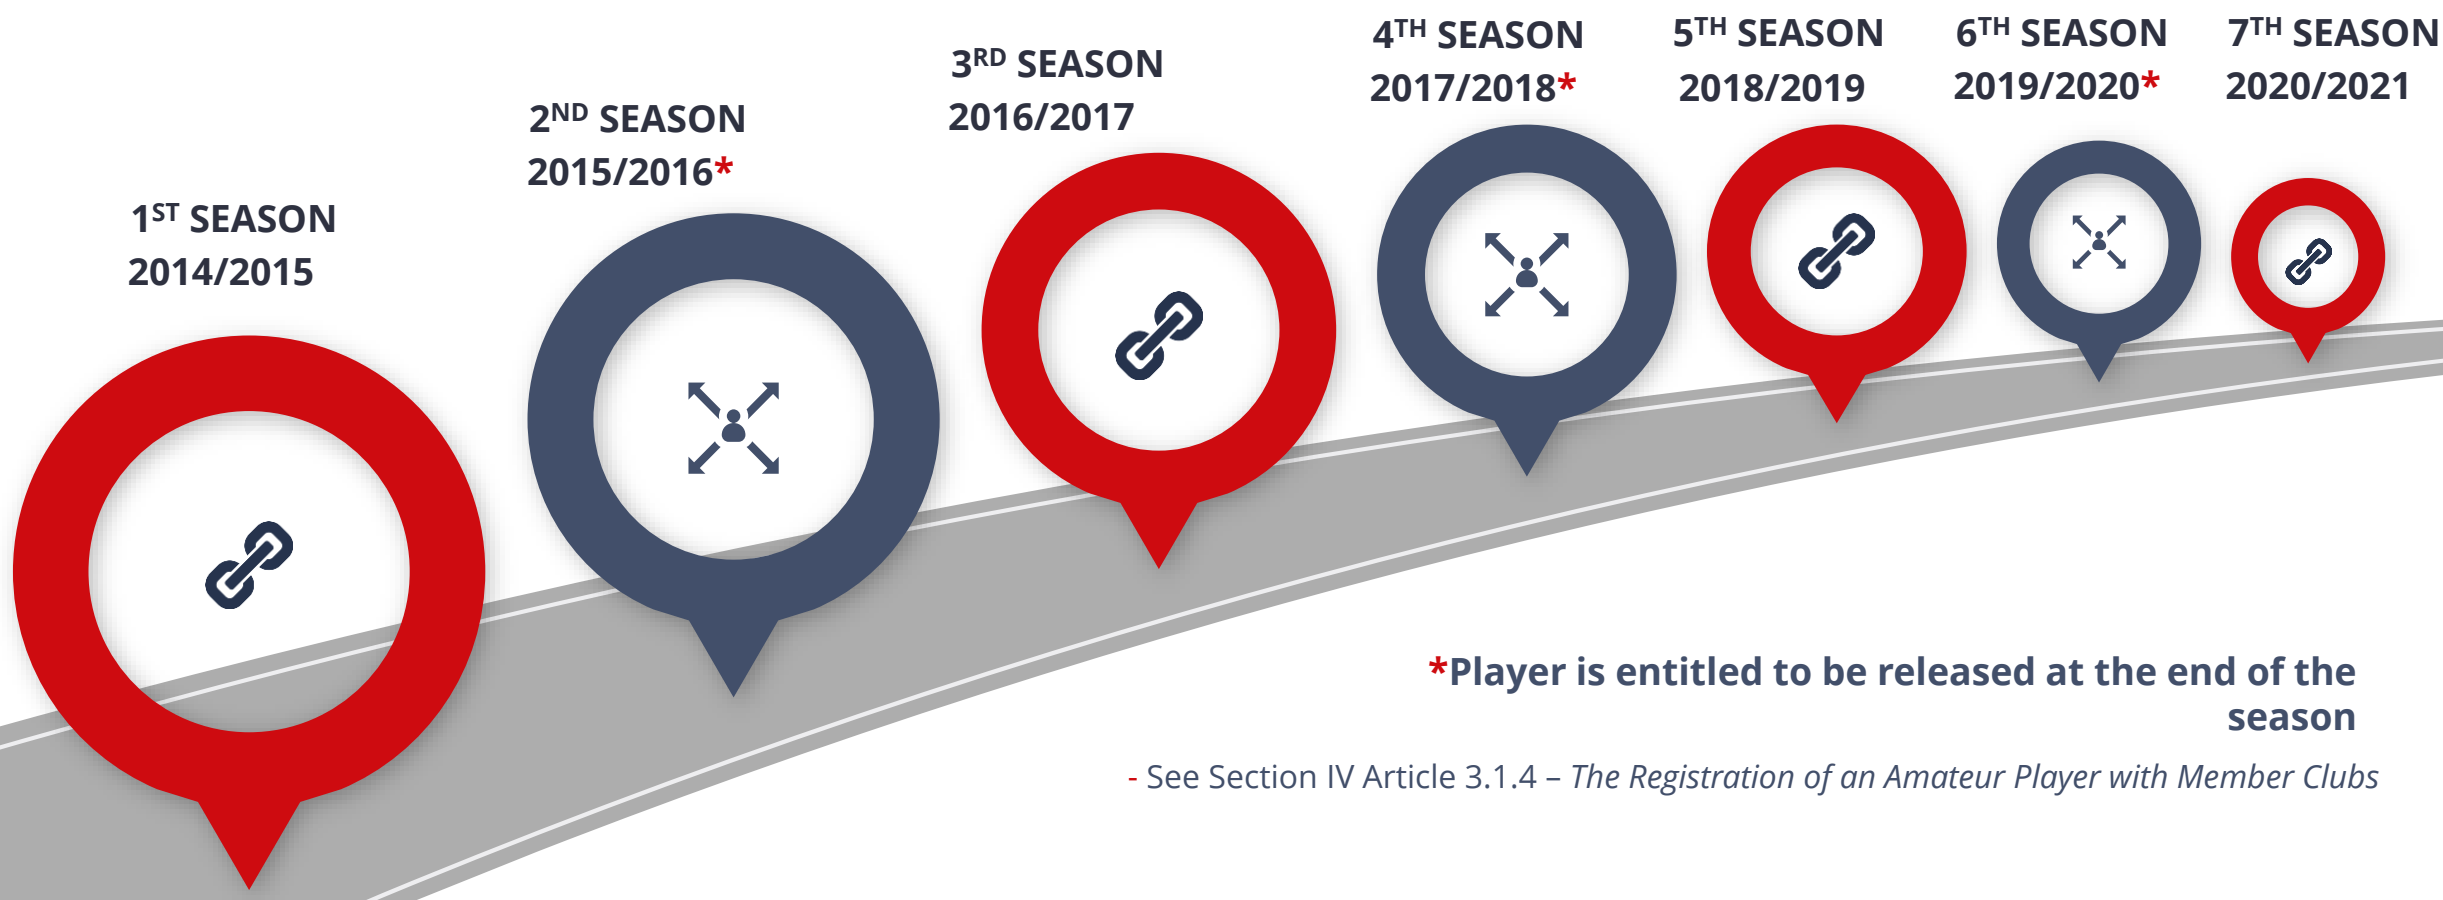 1ST SEASON
2014/2015
2ND SEASON
2015/2016*
3RD SEASON
2016/2017
4TH SEASON
2017/2018*
5TH SEASON
2018/2019
6TH SEASON
2019/2020*
7TH SEASON
2020/2021
*Player is entitled to be released at the end of the
season
- See Section IV Article 3.1.4 – The Registration of an Amateur Player with Member Clubs